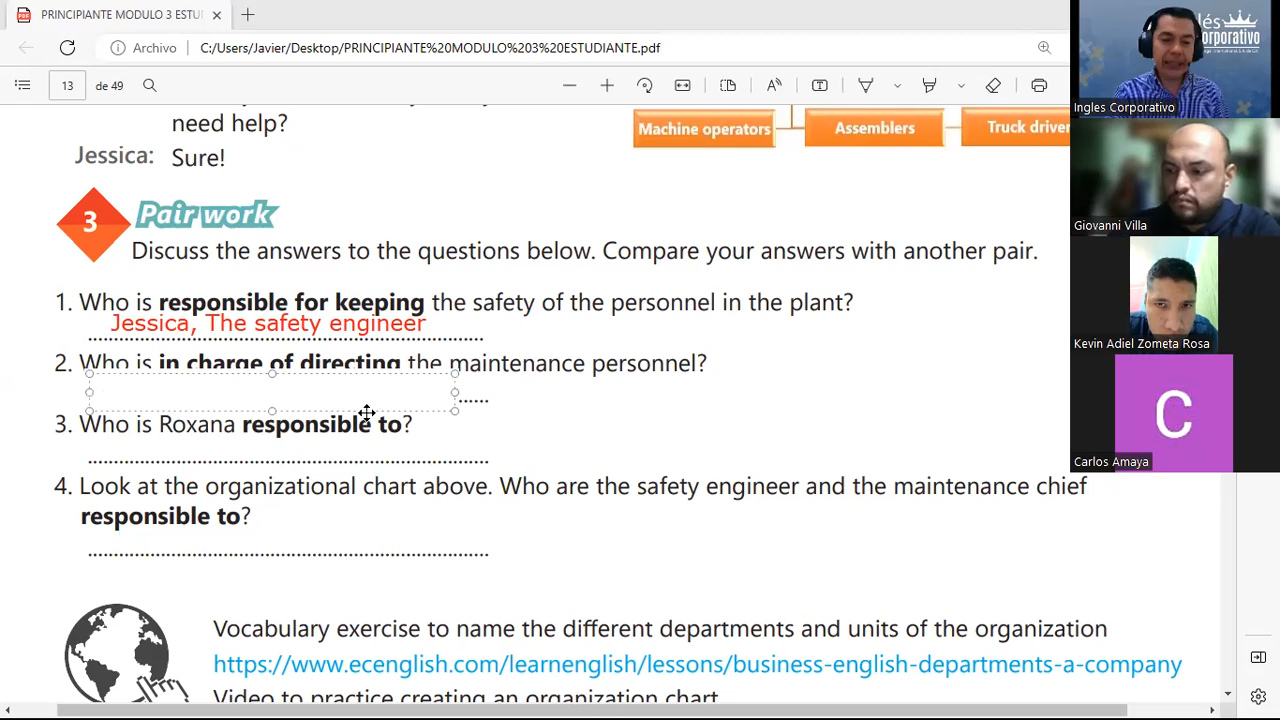 PRINCIPIANTE MODULO 3 ESTU
Archivo
C:/Users/Javier/Desktop/PRINCIPIANTE%20MODULO%203%20ESTUDIANTE.pdf
13
de 49
need help?
Jessica: Sure!
Machine operators
Assemblers
Truck driver
3
Pair work
Discuss the answers to the questions below. Compare your answers with another pair.
1. Who is responsible for keeping the safety of the personnel in the plant?
Jessica, The safety engineer
2. Who is in charge of directing the maintenance personnel?
3. Who is Roxana responsible to?
4. Look at the organizational chart above. Who are the safety engineer and the maintenance chief
responsible to?
Vocabulary exercise to name the different departments and units of the organization
https://www.ecenglish.com/learnenglish/lessons/business-english-departments-a-company
Video to practice creating an organization chart
Ingles Corporativo
Giovanni Villa
Kevin Adiel Zometa Rosa
C
Carlos Amaya